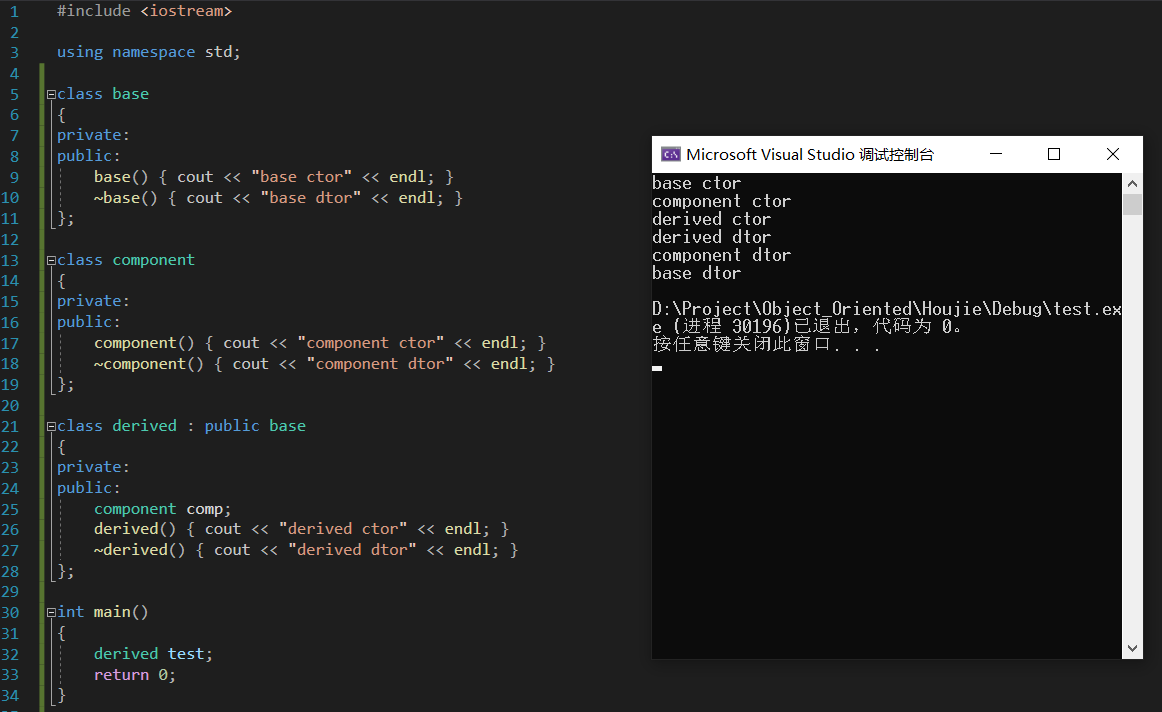 1 #include <iostream>
2
3 using namespace std;
4
5 class base
6 {
7 private:
8 public:
9 base() { cout << "base ctor" << endl; }
10 ~base() { cout << "base dtor" << endl; }
11 };
12
13 class component
14 {
15 private:
16 public:
17 component() { cout << "component ctor" << endl; }
18 ~component() { cout << "component dtor" << endl; }
19 };
20
21 class derived : public base
22 {
23 private:
24 public:
25 component comp;
26 derived() { cout << "derived ctor" << endl; }
27 ~derived() { cout << "derived dtor" << endl; }
28 };
29
30 int main()
31 {
32 derived test;
33 return 0;
34 }
C:\ Microsoft Visual Studio 调试控制台
base ctor
component ctor
derived ctor
derived dtor
component dtor
base dtor
D:\Project\Object_Oriented\Houjie\Debug\test.ex
e (进程 30196)已退出，代码为 0。
按任意键关闭此窗口. . .